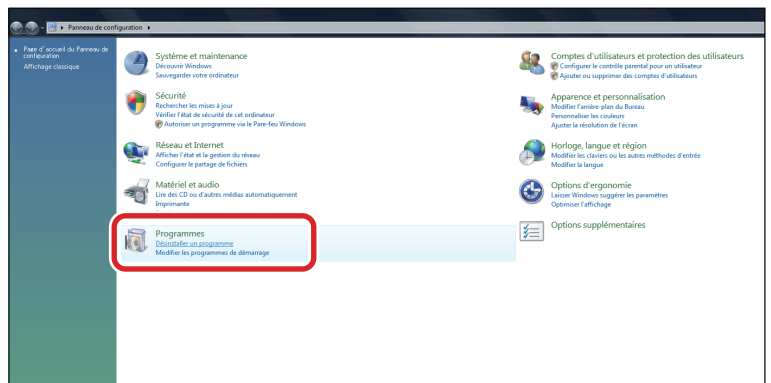 Panneau de configuration
Page d'accueil du Panneau de
configuration
Affichage classique
Système et maintenance
Découvrir Windows
Sauvegarder votre ordinateur
Sécurité
Rechercher les mises à jour
Vérifier l'état de sécurité de cet ordinateur
Autoriser un programme via le Pare-feu Windows
Réseau et Internet
Afficher l'état et la gestion du réseau
Configurer le partage de fichiers
Matériel et audio
Lire des CD ou d'autres médias automatiquement
Imprimante
Programmes
Désinstaller un programme
Modifier les programmes de démarrage
Comptes d'utilisateurs et protection des utilisateurs
Configurer le contrôle parental pour un utilisateur
Ajouter ou supprimer des comptes d'utilisateurs
Apparence et personnalisation
Modifier l'arrière-plan du Bureau
Personnaliser les couleurs
Ajuster la résolution de l'écran
Horloge, langue et région
Modifier les claviers ou les autres méthodes d'entrée
Modifier la langue
Options d'ergonomie
Laisser Windows suggérer les paramètres
Optimiser l'affichage
Options supplémentaires